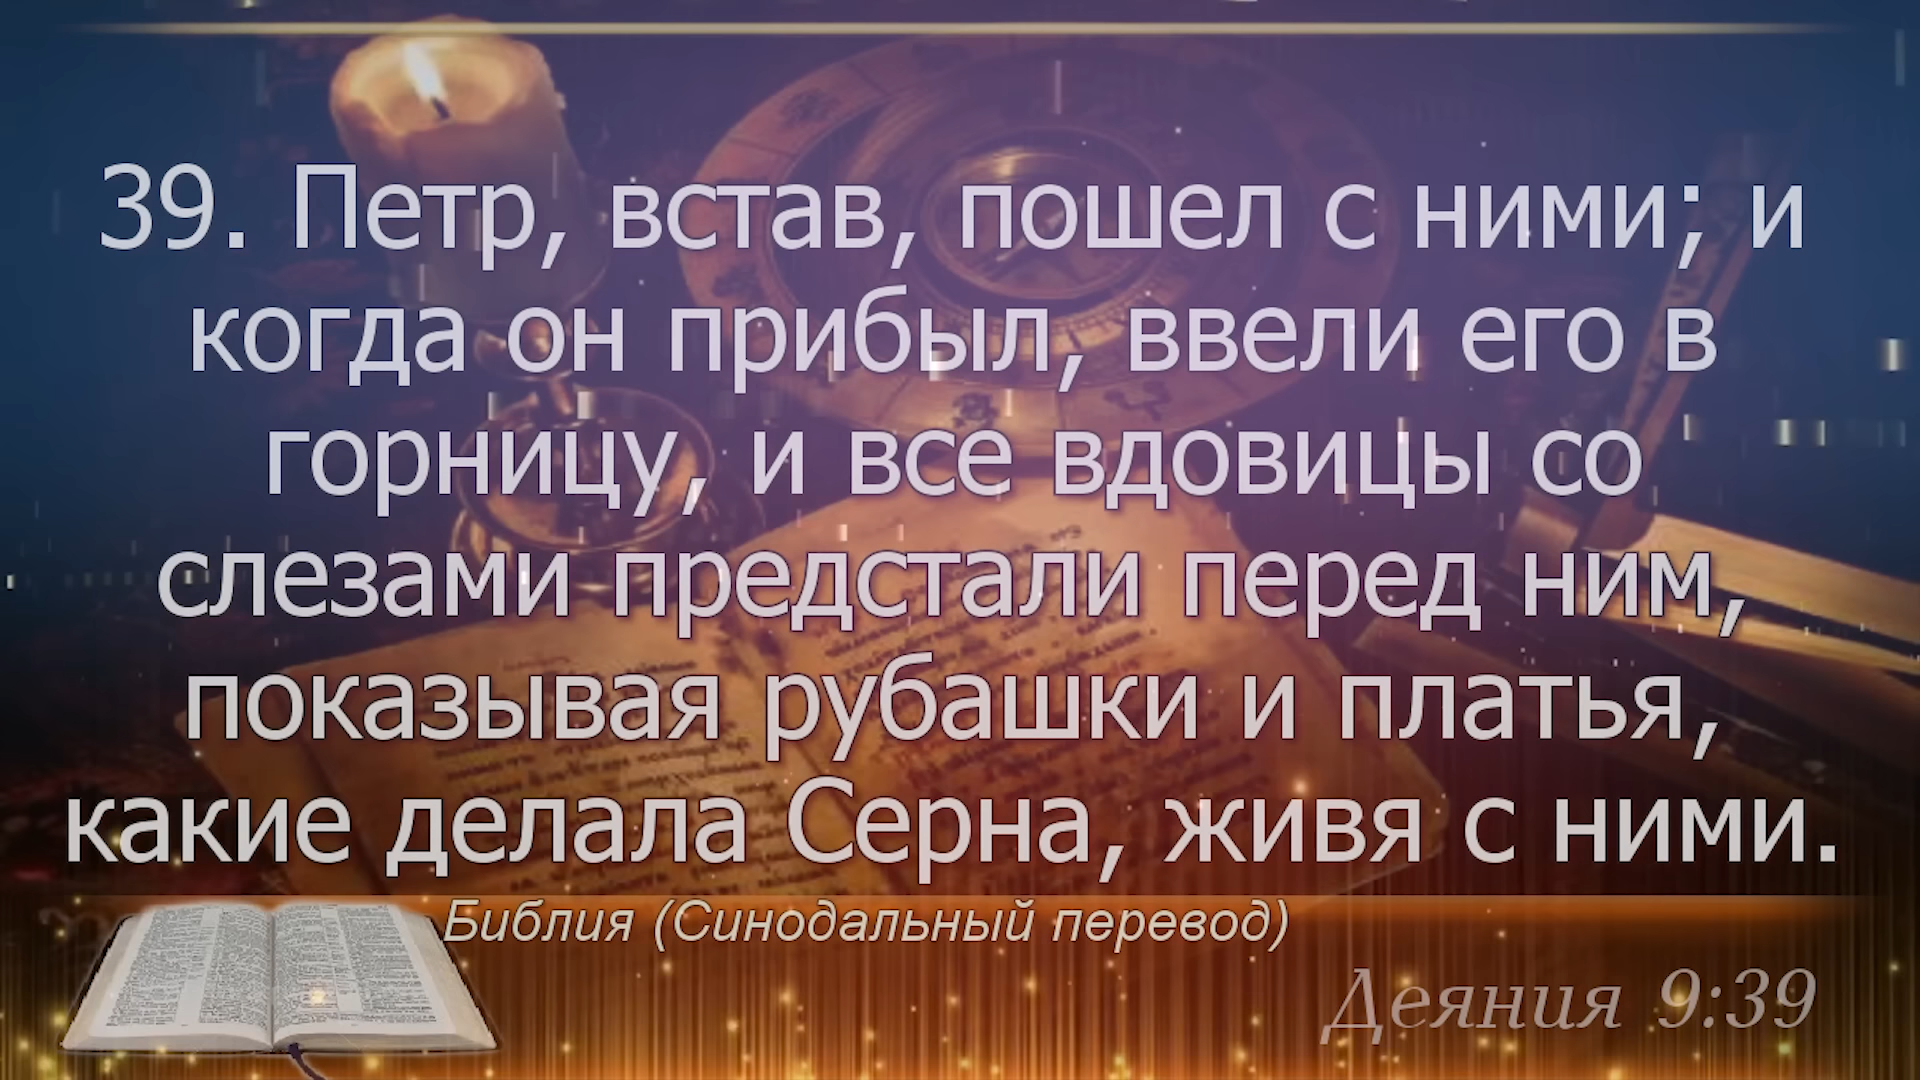 39. Петр, встав, пошел с ними; и
когда он прибыл, ввели его в
горницу, и все вдовицы со
слезами предстали перед ним,
показывая рубашки и платья,
какие делала Серна, живя с ними.
Библия (Синодальный перевод)
Деяния 9:39